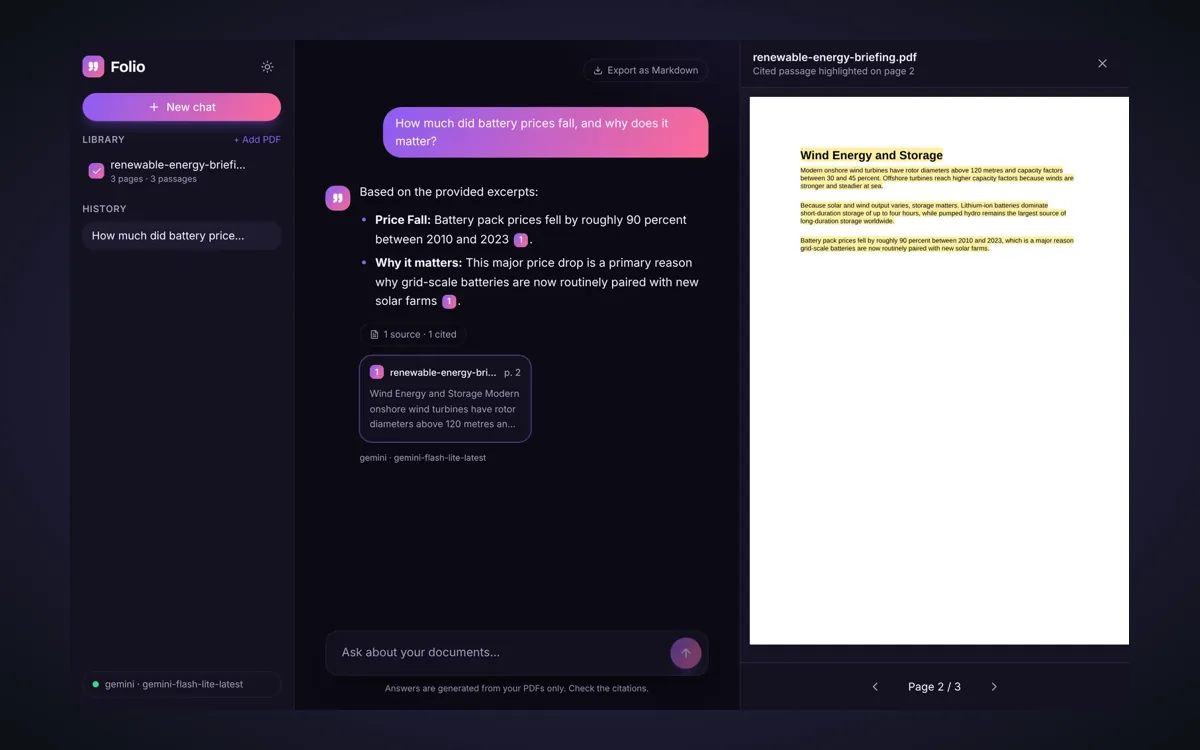 Folio
+ New chat
LIBRARY
+ Add PDF
renewable-energy-briefi...
3 pages · 3 passages
HISTORY
How much did battery price...
gemini · gemini-flash-lite-latest
Export as Markdown
How much did battery prices fall, and why does it
matter?
Based on the provided excerpts:
• Price Fall: Battery pack prices fell by roughly 90 percent
between 2010 and 2023 1.
• Why it matters: This major price drop is a primary reason
why grid-scale batteries are now routinely paired with new
solar farms 1.
1 source · 1 cited
1 renewable-energy-bri... p. 2
Wind Energy and Storage Modern
onshore wind turbines have rotor
diameters above 120 metres an...
gemini · gemini-flash-lite-latest
Ask about your documents...
Answers are generated from your PDFs only. Check the citations.
renewable-energy-briefing.pdf
Cited passage highlighted on page 2
Wind Energy and Storage
Modern onshore wind turbines have rotor diameters above 120 metres and capacity factors
between 30 and 45 percent. Offshore turbines reach higher capacity factors because winds are
stronger and steadier at sea.
Because solar and wind output varies, storage matters. Lithium-ion batteries dominate
short-duration storage of up to four hours, while pumped hydro remains the largest source of
long-duration storage worldwide.
Battery pack prices fell by roughly 90 percent between 2010 and 2023, which is a major reason
grid-scale batteries are now routinely paired with new solar farms.
Page 2 / 3